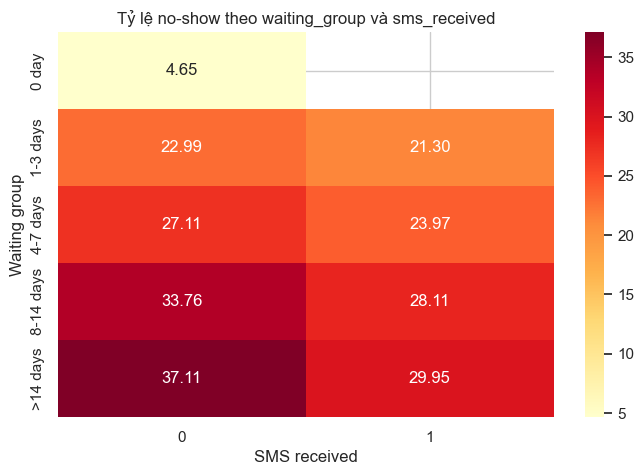 Tỷ lệ no-show theo waiting_group và sms_received
Waiting group
0 day
1-3 days
4-7 days
8-14 days
>14 days
4.65
22.99 21.30
27.11 23.97
33.76 28.11
37.11 29.95
0 1
SMS received
35
30
25
20
15
10
5